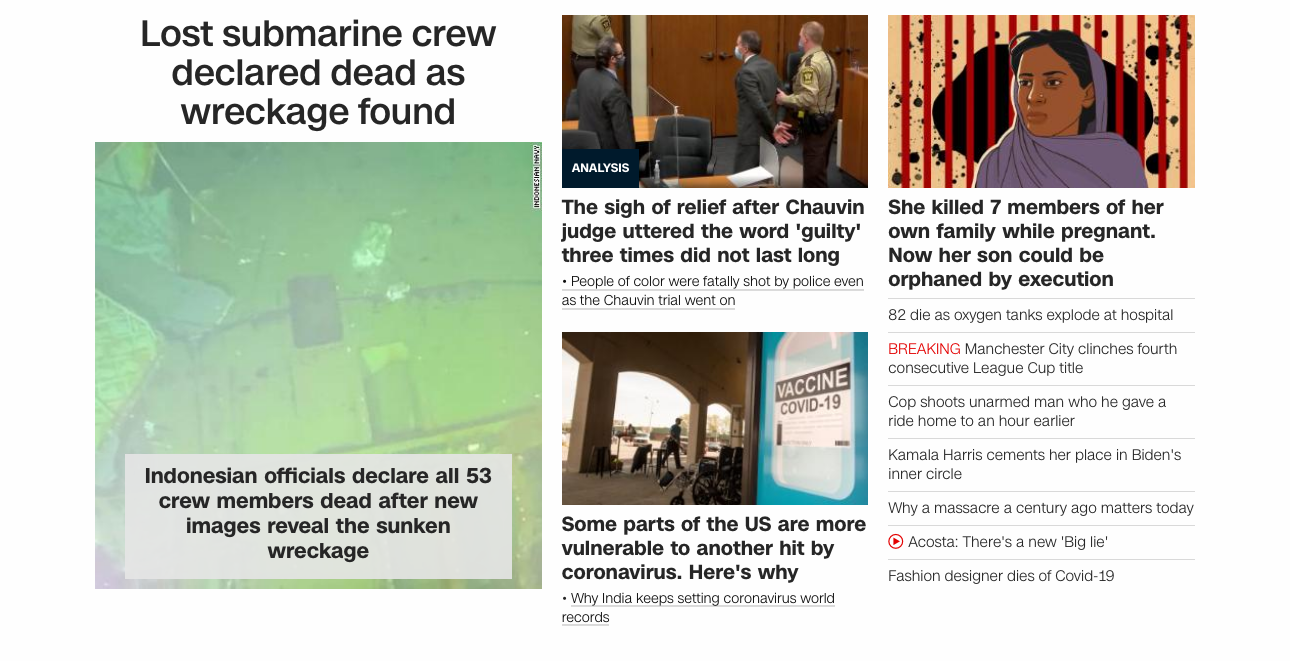 Lost submarine crew
declared dead as
wreckage found
INDONESIAN NAVY
Indonesian officials declare all 53
crew members dead after new
images reveal the sunken
wreckage
ANALYSIS
The sigh of relief after Chauvin
judge uttered the word 'guilty'
three times did not last long
• People of color were fatally shot by police even
as the Chauvin trial went on
VACCINE
COVID-19
Some parts of the US are more
vulnerable to another hit by
coronavirus. Here's why
• Why India keeps setting coronavirus world
records
She killed 7 members of her
own family while pregnant.
Now her son could be
orphaned by execution
82 die as oxygen tanks explode at hospital
BREAKING Manchester City clinches fourth
consecutive League Cup title
Cop shoots unarmed man who he gave a
ride home to an hour earlier
Kamala Harris cements her place in Biden's
inner circle
Why a massacre a century ago matters today
Acosta: There's a new 'Big lie'
Fashion designer dies of Covid-19